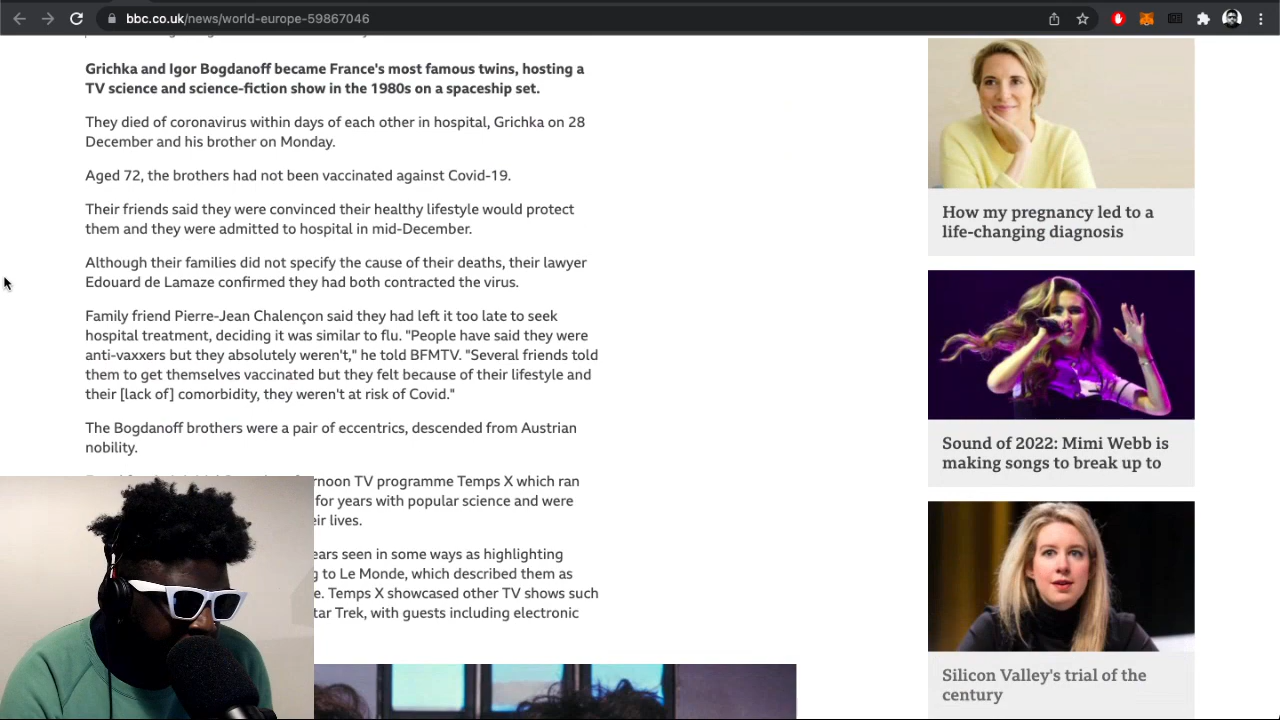 bbc.co.uk/news/world-europe-59867046
Grichka and Igor Bogdanoff became France's most famous twins, hosting a
TV science and science-fiction show in the 1980s on a spaceship set.
They died of coronavirus within days of each other in hospital, Grichka on 28
December and his brother on Monday.
Aged 72, the brothers had not been vaccinated against Covid-19.
Their friends said they were convinced their healthy lifestyle would protect
them and they were admitted to hospital in mid-December.
Although their families did not specify the cause of their deaths, their lawyer
Edouard de Lamaze confirmed they had both contracted the virus.
Family friend Pierre-Jean Chalençon said they had left it too late to seek
hospital treatment, deciding it was similar to flu. "People have said they were
anti-vaxxers but they absolutely weren't," he told BFMTV. "Several friends told
them to get themselves vaccinated but they felt because of their lifestyle and
their [lack of] comorbidity, they weren't at risk of Covid."
The Bogdanoff brothers were a pair of eccentrics, descended from Austrian
nobility.
TV programme Temps X which ran
for years with popular science and were
lives.
seen in some ways as highlighting
to Le Monde, which described them as
Temps X showcased other TV shows such
Trek, with guests including electronic
How my pregnancy led to a
life-changing diagnosis
Sound of 2022: Mimi Webb is
making songs to break up to
Silicon Valley's trial of the
century